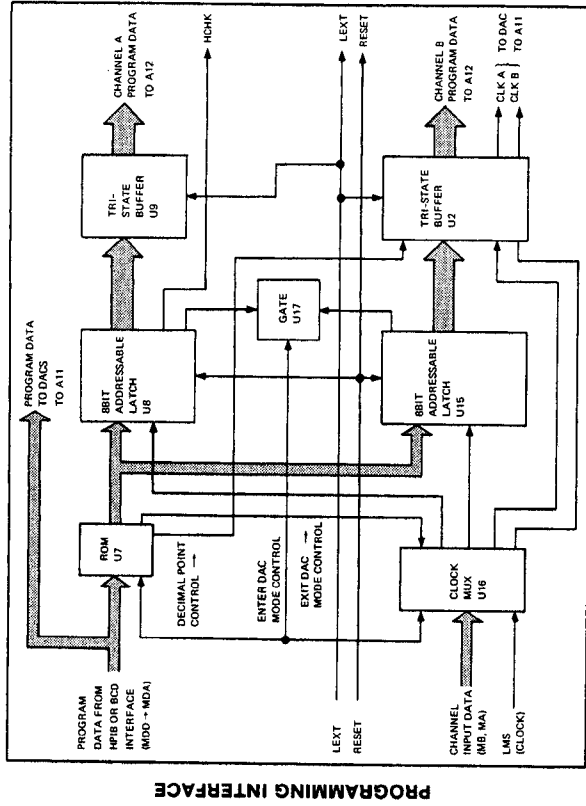 PROGRAMMING INTERFACE
PROGRAM
DATA FROM
HPIB OR BCD
INTERFACE
(MDD → MDA)
PROGRAM DATA
TO DACS
TO A11
ROM
U7
8BIT
ADDRESSABLE
LATCH
U8
TRI-
STATE
BUFFER
U9
CHANNEL A
PROGRAM DATA
TO A12
HCHK
DECIMAL POINT
CONTROL →
ENTER DAC
MODE CONTROL
EXIT DAC →
MODE CONTROL
GATE
U17
LEXT
RESET
LEXT
RESET
CHANNEL
INPUT DATA
(MB, MA)
LMS
(CLOCK)
CLOCK
MUX
U16
8BIT
ADDRESSABLE
LATCH
U15
TRI-STATE
BUFFER
U2
CHANNEL B
PROGRAM DATA
TO A12
CLK A } TO DAC
CLK B } TO A11